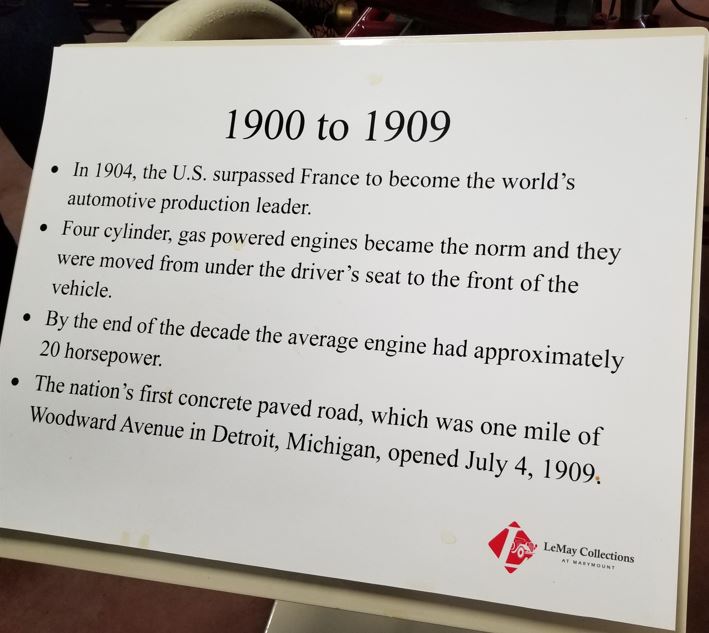 1900 to 1909
• In 1904, the U.S. surpassed France to become the world's
automotive production leader.
• Four cylinder, gas powered engines became the norm and they
were moved from under the driver's seat to the front of the
vehicle.
• By the end of the decade the average engine had approximately
20 horsepower.
• The nation's first concrete paved road, which was one mile of
Woodward Avenue in Detroit, Michigan, opened July 4, 1909.
LeMay Collections
AT MARYMOUNT